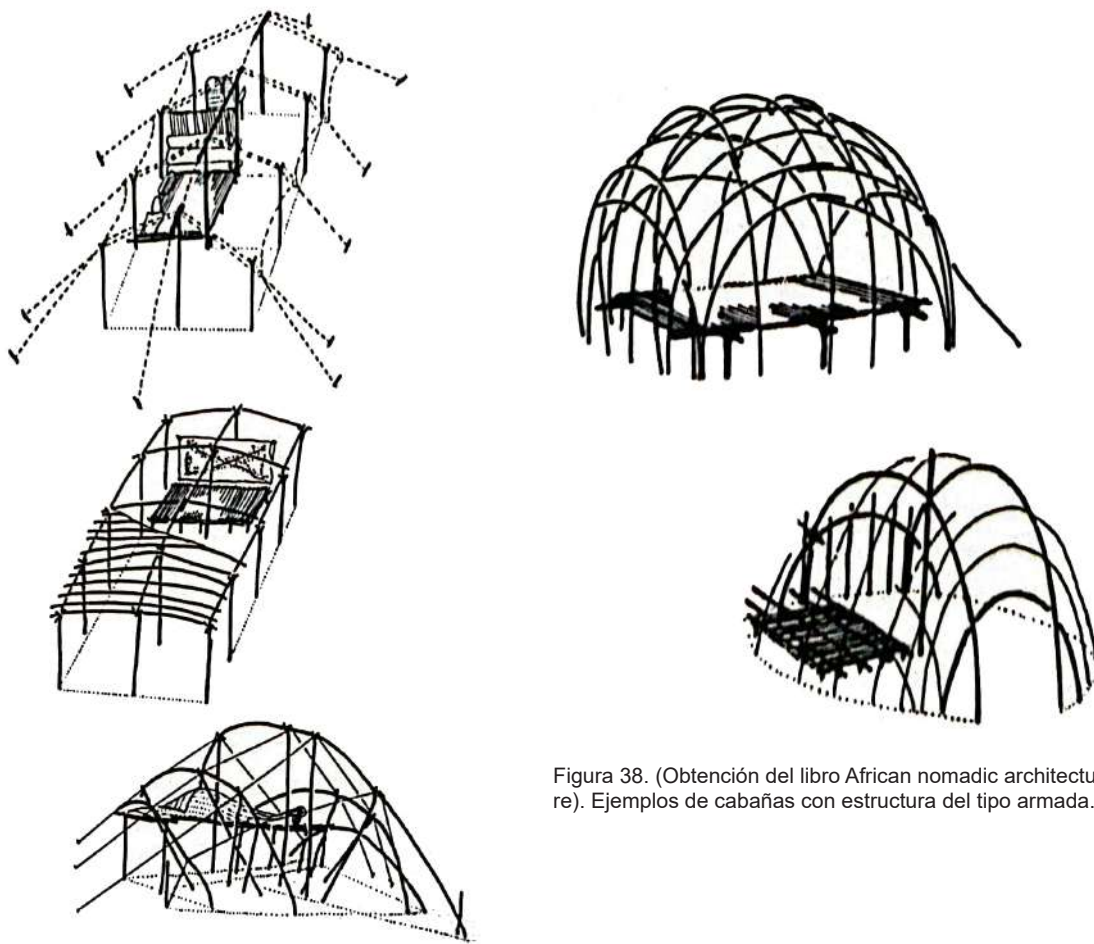 Figura 38. (Obtención del libro African nomadic architectu-
re). Ejemplos de cabañas con estructura del tipo armada.